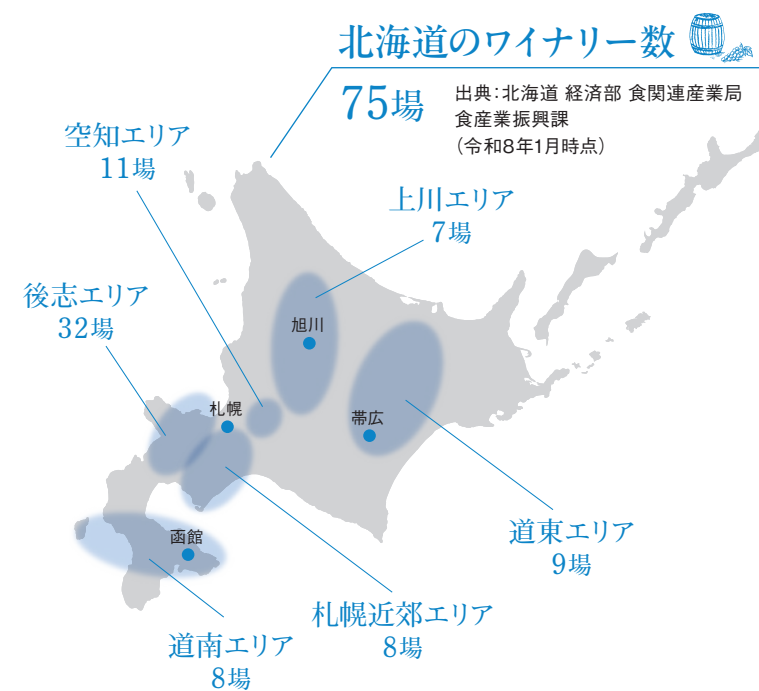 北海道のワイナリー数
75場
出典：北海道 経済部 食関連産業局
食産業振興課
（令和8年1月時点）
空知エリア
11場
上川エリア
7場
後志エリア
32場
旭川
札幌
帯広
函館
道東エリア
9場
札幌近郊エリア
8場
道南エリア
8場